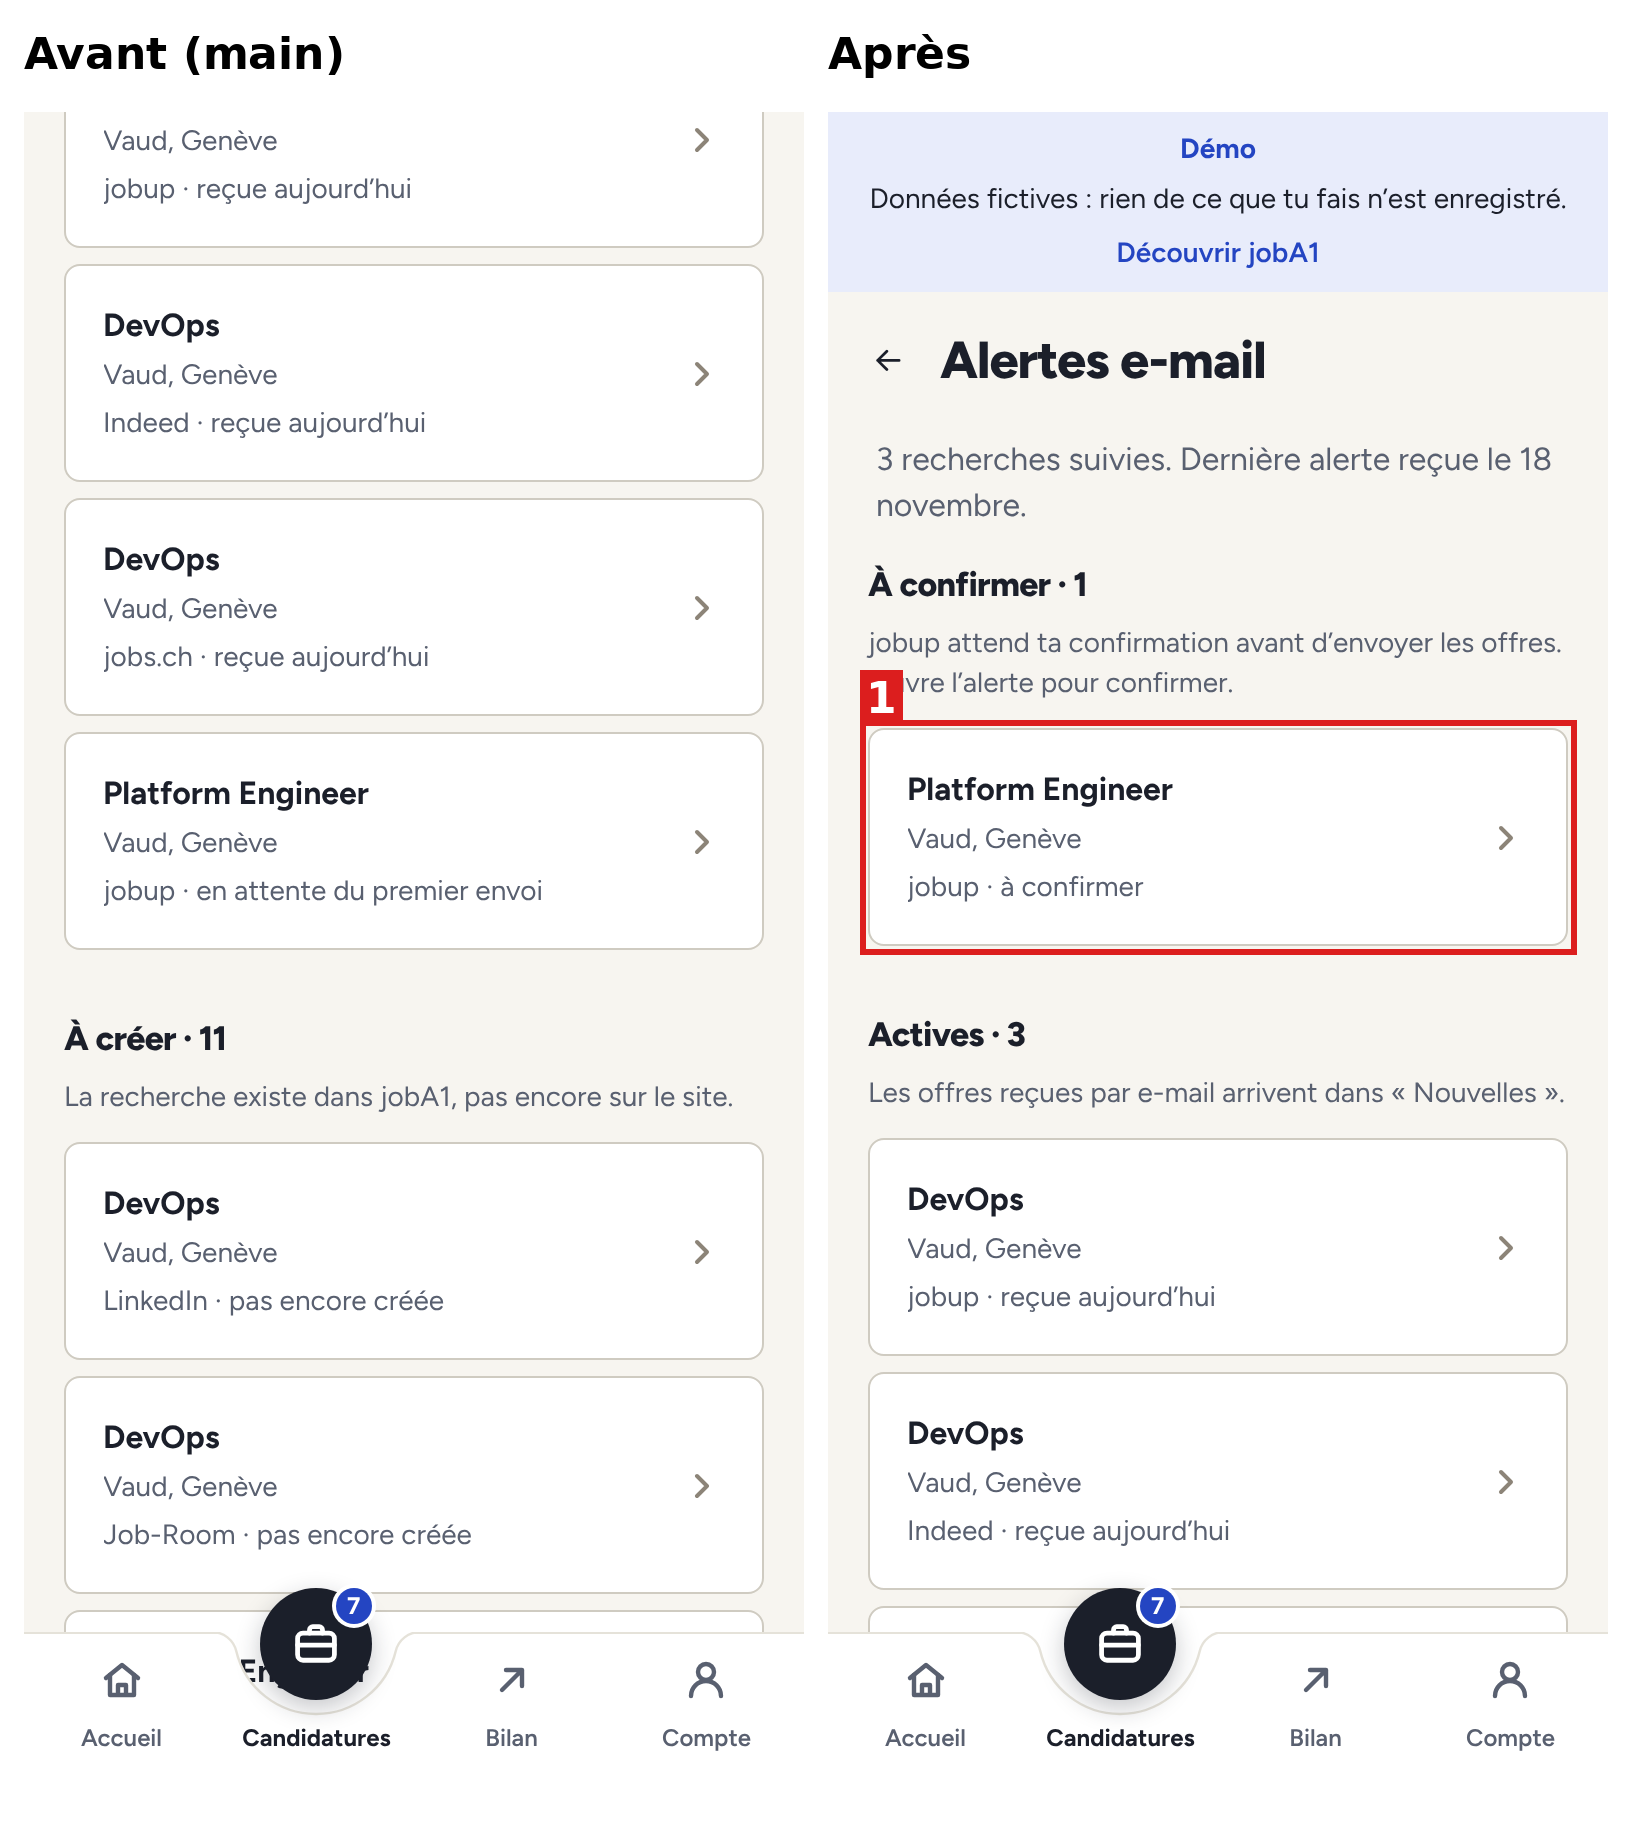 Avant (main)
Vaud, Genève
jobup · reçue aujourd’hui
DevOps
Vaud, Genève
Indeed · reçue aujourd’hui
DevOps
Vaud, Genève
jobs.ch · reçue aujourd’hui
Platform Engineer
Vaud, Genève
jobup · en attente du premier envoi
À créer · 11
La recherche existe dans jobA1, pas encore sur le site.
DevOps
Vaud, Genève
LinkedIn · pas encore créée
DevOps
Vaud, Genève
Job-Room · pas encore créée
7
Accueil
Candidatures
Bilan
Compte
Après
Démo
Données fictives : rien de ce que tu fais n’est enregistré.
Découvrir jobA1
Alertes e-mail
3 recherches suivies. Dernière alerte reçue le 18
novembre.
À confirmer · 1
jobup attend ta confirmation avant d’envoyer les offres.
l’alerte pour confirmer.
1
Platform Engineer
Vaud, Genève
jobup · à confirmer
Actives · 3
Les offres reçues par e-mail arrivent dans « Nouvelles ».
DevOps
Vaud, Genève
jobup · reçue aujourd’hui
DevOps
Vaud, Genève
Indeed · reçue aujourd’hui
7
Accueil
Candidatures
Bilan
Compte